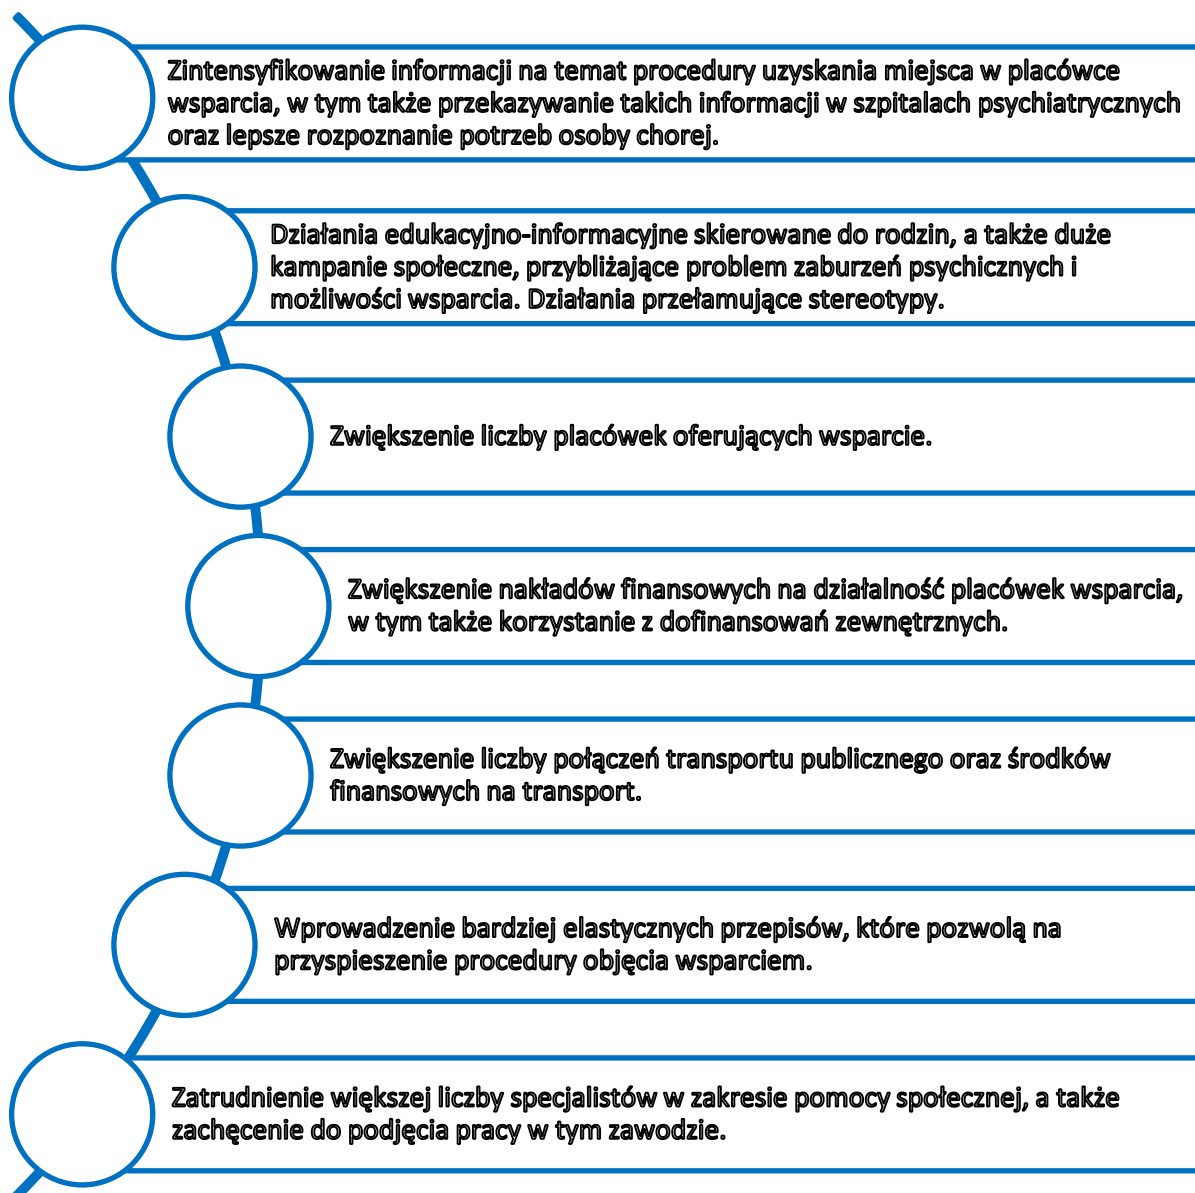 Zintensyfikowanie informacji na temat procedury uzyskania miejsca w placówce
wsparcia, w tym także przekazywanie takich informacji w szpitalach psychiatrycznych
oraz lepsze rozpoznanie potrzeb osoby chorej.
Działania edukacyjno-informacyjne skierowane do rodzin, a także duże
kampanie społeczne, przybliżające problem zaburzeń psychicznych i
możliwości wsparcia. Działania przełamujące stereotypy.
Zwiększenie liczby placówek oferujących wsparcie.
Zwiększenie nakładów finansowych na działalność placówek wsparcia,
w tym także korzystanie z dofinansowań zewnętrznych.
Zwiększenie liczby połączeń transportu publicznego oraz środków
finansowych na transport.
Wprowadzenie bardziej elastycznych przepisów, które pozwolą na
przyspieszenie procedury objęcia wsparciem.
Zatrudnienie większej liczby specjalistów w zakresie pomocy społecznej, a także
zachęcenie do podjęcia pracy w tym zawodzie.